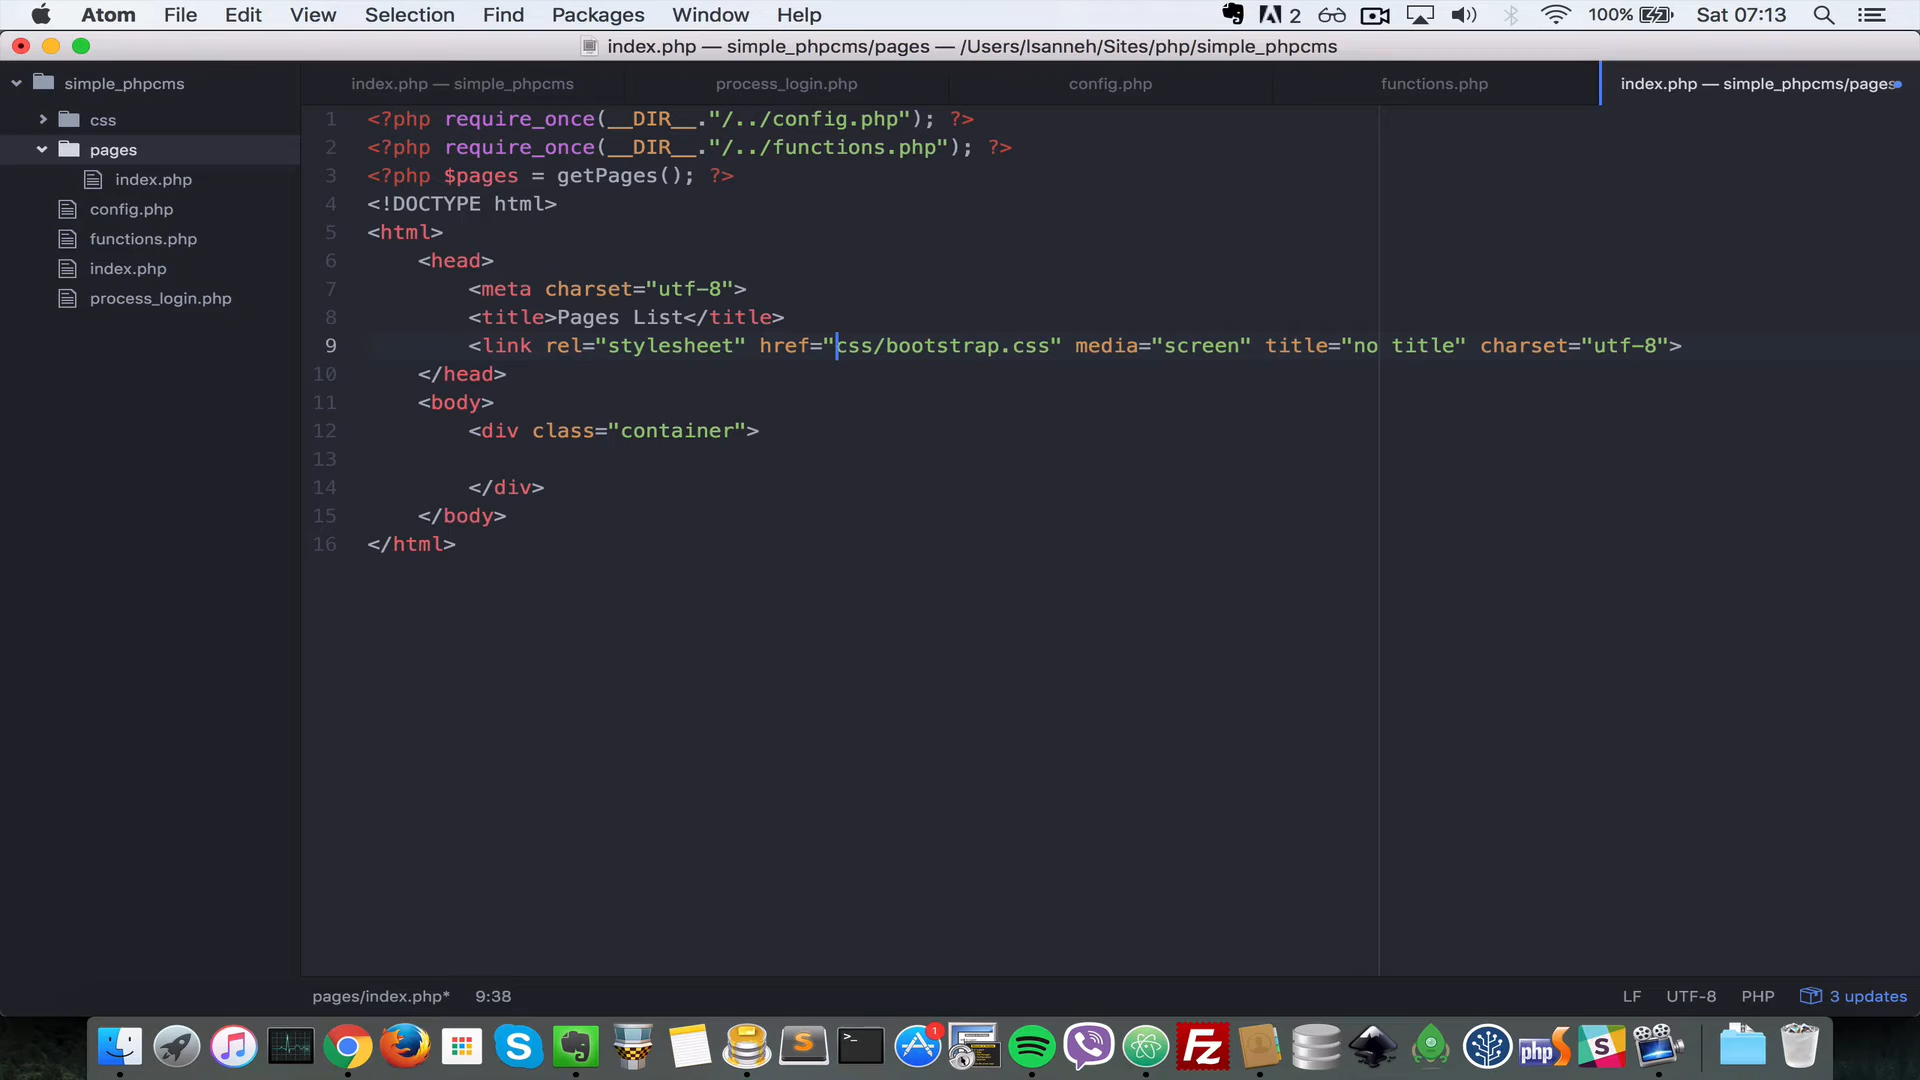 Atom File Edit View Selection Find Packages Window Help 2 100% Sat 07:13
index.php — simple_phpcms/pages — /Users/lsanneh/Sites/php/simple_phpcms
simple_phpcms
css
pages
index.php
config.php
functions.php
index.php
process_login.php
index.php — simple_phpcms process_login.php config.php functions.php index.php — simple_phpcms/pages
1 <?php require_once(__DIR__."/../config.php"); ?>
2 <?php require_once(__DIR__."/../functions.php"); ?>
3 <?php $pages = getPages(); ?>
4 <!DOCTYPE html>
5 <html>
6 <head>
7 <meta charset="utf-8">
8 <title>Pages List</title>
9 <link rel="stylesheet" href="css/bootstrap.css" media="screen" title="no title" charset="utf-8">
10 </head>
11 <body>
12 <div class="container">
13
14 </div>
15 </body>
16 </html>
pages/index.php* 9:38 LF UTF-8 PHP 3 updates
1
php